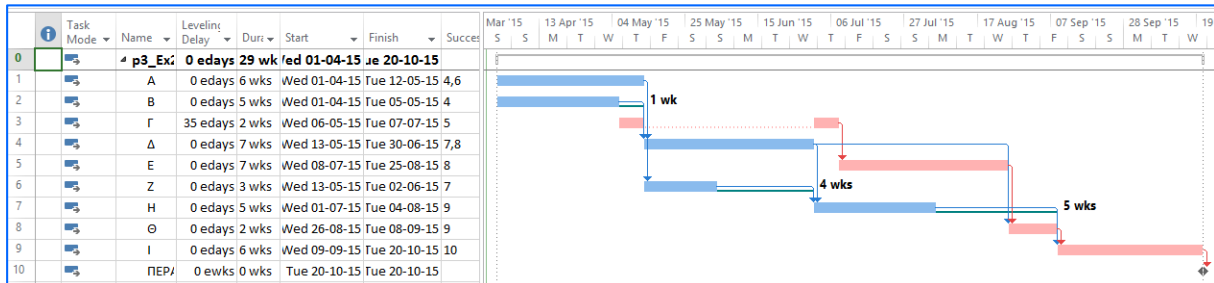 Task Mode Name Leveling Delay Dura Start Finish Succes
Mar '15 13 Apr '15 04 May '15 25 May '15 15 Jun '15 06 Jul '15 27 Jul '15 17 Aug '15 07 Sep '15 28 Sep '15 19
S S M T W T F S S M T W T F S S M T W T F S S M T W
0 p3_Ex2 0 edays 29 wk Wed 01-04-15 ue 20-10-15
1 Α 0 edays 6 wks Wed 01-04-15 Tue 12-05-15 4,6
2 Β 0 edays 5 wks Wed 01-04-15 Tue 05-05-15 4
1 wk
3 Γ 35 edays 2 wks Wed 06-05-15 Tue 07-07-15 5
4 Δ 0 edays 7 wks Wed 13-05-15 Tue 30-06-15 7,8
5 Ε 0 edays 7 wks Wed 08-07-15 Tue 25-08-15 8
6 Ζ 0 edays 3 wks Wed 13-05-15 Tue 02-06-15 7
4 wks
7 Η 0 edays 5 wks Wed 01-07-15 Tue 04-08-15 9
5 wks
8 Θ 0 edays 2 wks Wed 26-08-15 Tue 08-09-15 9
9 Ι 0 edays 6 wks Wed 09-09-15 Tue 20-10-15 10
10 ΠΕΡΑ 0 ewks 0 wks Tue 20-10-15 Tue 20-10-15